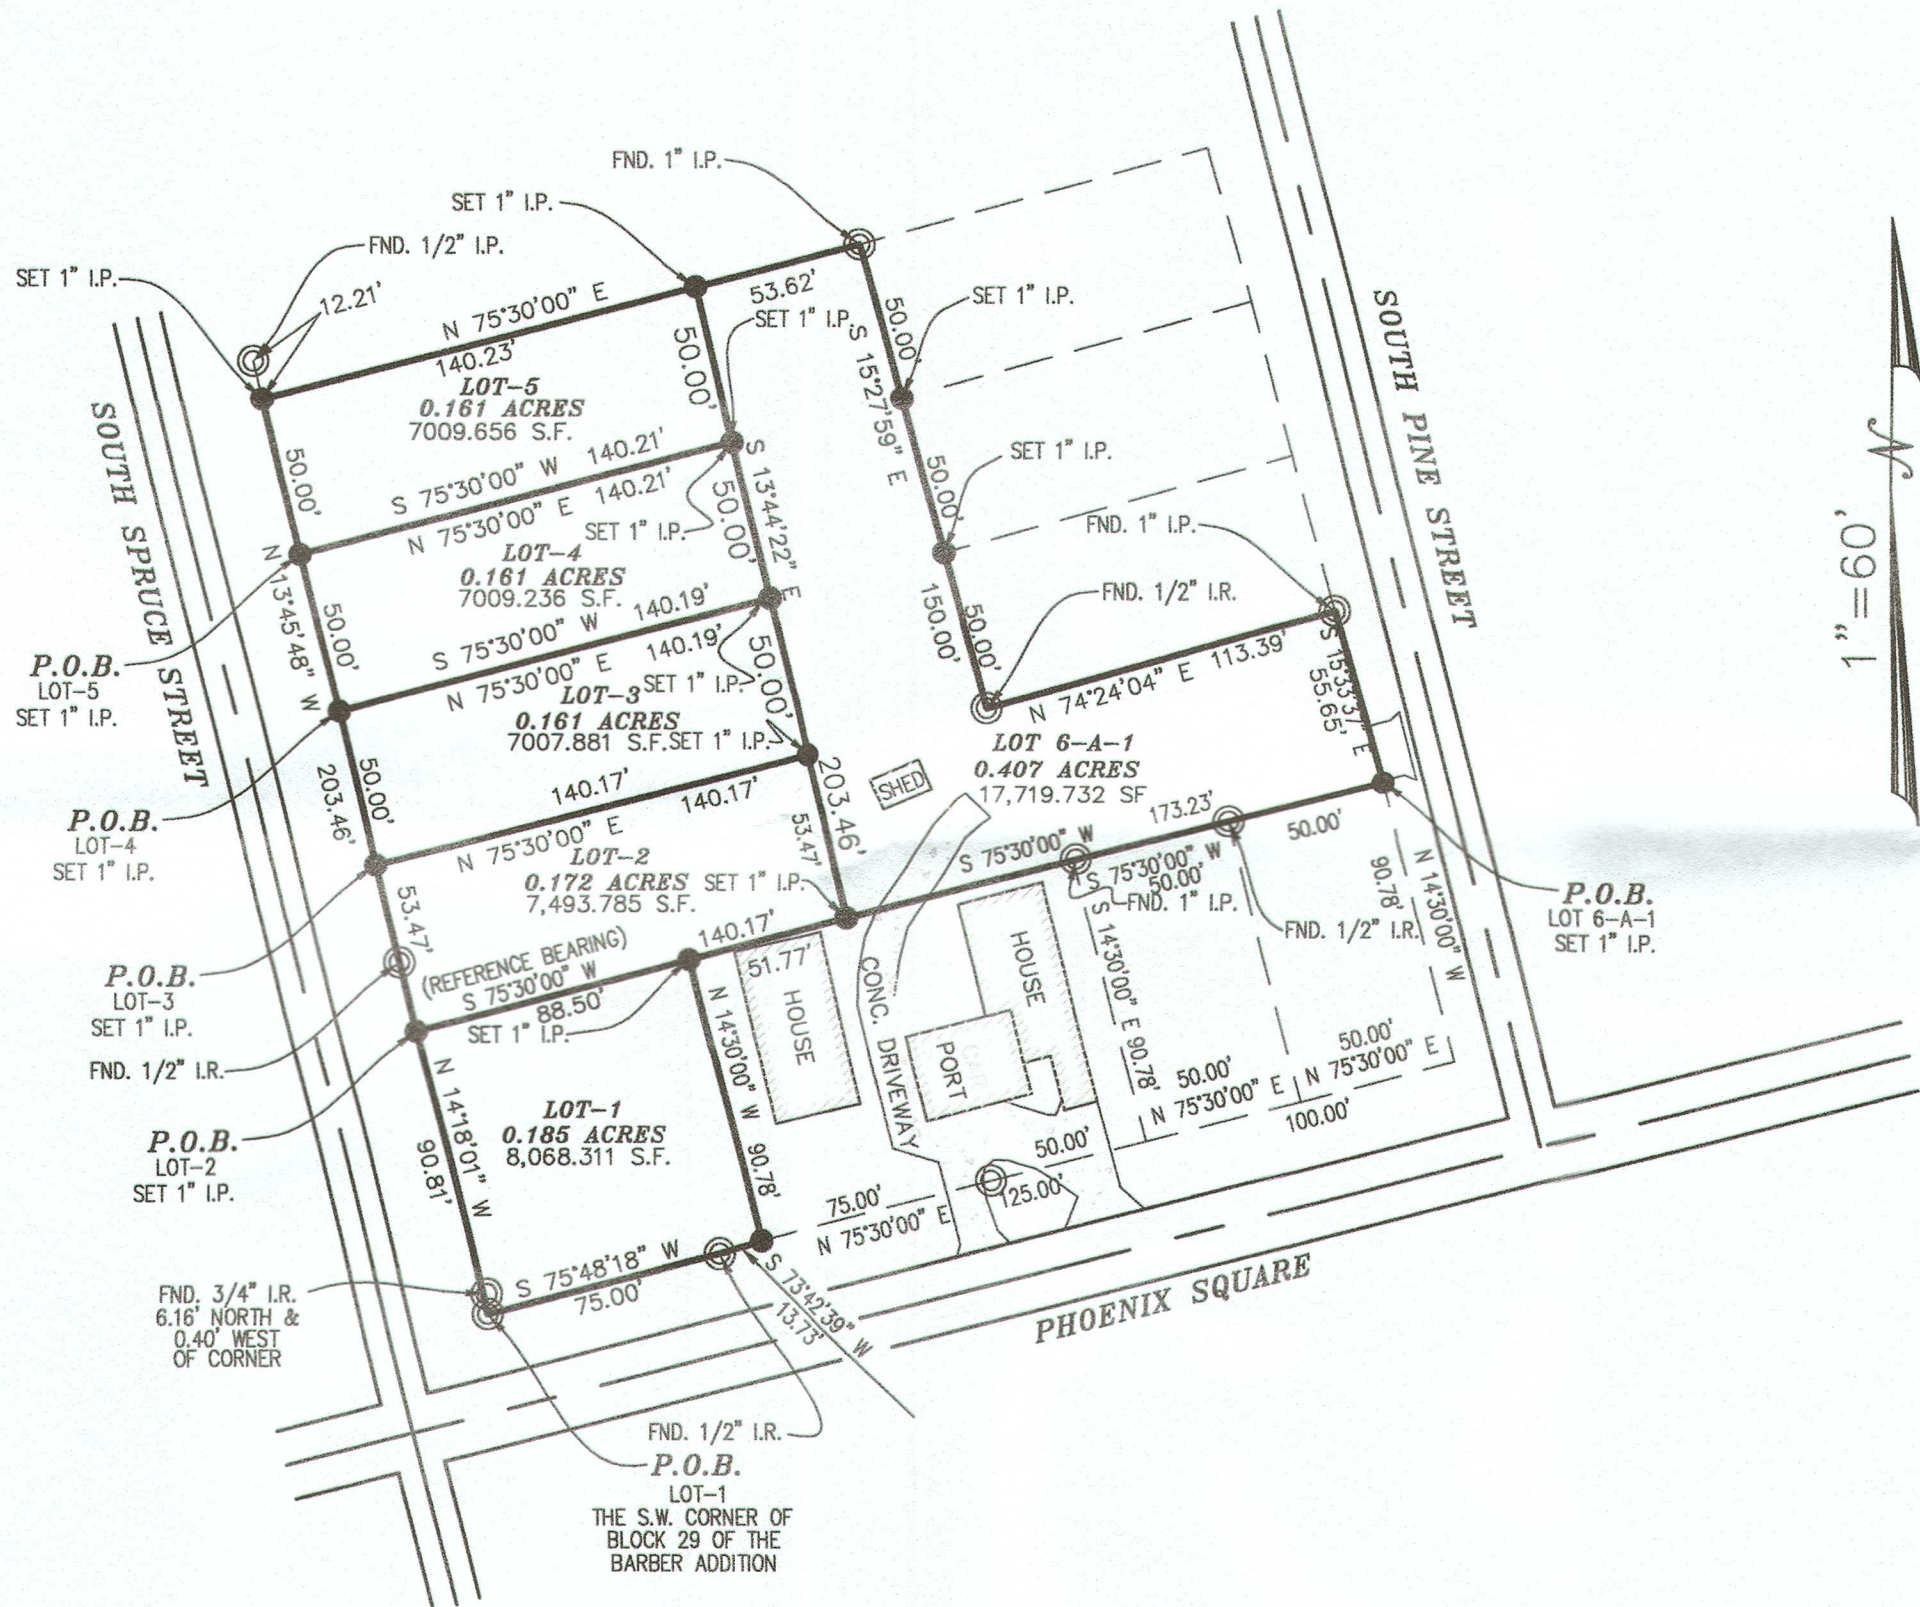 FND. 1" I.P.
SET 1" I.P.
FND. 1/2" I.P.
SET 1" I.P.
12.21'
N 75°30'00" E
140.23'
53.62'
SET 1" I.P.
SET 1" I.P.
50.00'
50.00'
S 15°27'59" E
LOT-5
0.161 ACRES
7009.656 S.F.
50.00'
S 75°30'00" W 140.21'
N 75°30'00" E 140.21'
SET 1" I.P.
50.00'
S 13°44'22" E
50.00'
SET 1" I.P.
SOUTH PINE STREET
SOUTH SPRUCE STREET
1"=60'
N
LOT-4
0.161 ACRES
7009.236 S.F.
N 13°45'48" W
50.00'
S 75°30'00" W 140.19'
N 75°30'00" E 140.19'
SET 1" I.P.
50.00'
150.00'
50.00'
FND. 1" I.P.
FND. 1/2" I.R.
N 74°24'04" E 113.39'
S 15°33'37" E
55.65'
P.O.B.
LOT-5
SET 1" I.P.
LOT-3
0.161 ACRES
7007.881 S.F.
SET 1" I.P.
203.46'
50.00'
140.17'
140.17'
N 75°30'00" E
203.46'
53.47'
LOT 6-A-1
0.407 ACRES
17,719.732 SF
SHED
173.23'
S 75°30'00" W
50.00'
P.O.B.
LOT-4
SET 1" I.P.
LOT-2
0.172 ACRES
7,493.785 S.F.
SET 1" I.P.
53.47'
(REFERENCE BEARING)
S 75°30'00" W
88.50'
140.17'
51.77'
SET 1" I.P.
S 75°30'00" W
50.00'
FND. 1" I.P.
FND. 1/2" I.R.
90.78'
N 14°30'00" W
P.O.B.
LOT 6-A-1
SET 1" I.P.
P.O.B.
LOT-3
SET 1" I.P.
FND. 1/2" I.R.
P.O.B.
LOT-2
SET 1" I.P.
N 14°18'01" W
90.81'
LOT-1
0.185 ACRES
8,068.311 S.F.
N 14°30'00" W 90.78'
HOUSE
CONC. DRIVEWAY
HOUSE
PORT
S 14°30'00" E 90.78'
50.00'
N 75°30'00" E
50.00'
N 75°30'00" E
100.00'
50.00'
125.00'
75.00'
N 75°30'00" E
S 75°48'18" W
75.00'
S 73°42'39" W
13.73'
PHOENIX SQUARE
FND. 3/4" I.R.
6.16' NORTH &
0.40' WEST
OF CORNER
FND. 1/2" I.R.
P.O.B.
LOT-1
THE S.W. CORNER OF
BLOCK 29 OF THE
BARBER ADDITION